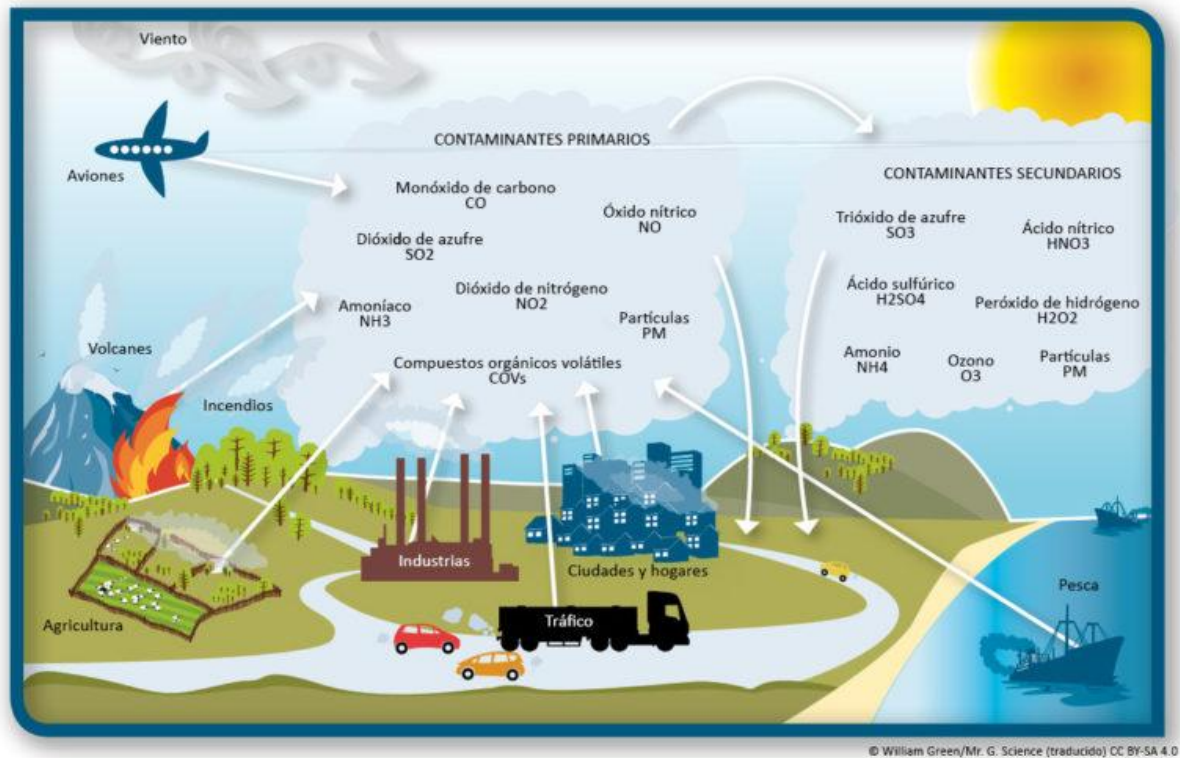 Viento
Aviones
CONTAMINANTES PRIMARIOS
Monóxido de carbono
CO
Óxido nítrico
NO
Dióxido de azufre
SO2
Dióxido de nitrógeno
NO2
Amoníaco
NH3
Partículas
PM
Compuestos orgánicos volátiles
COVs
CONTAMINANTES SECUNDARIOS
Trióxido de azufre
SO3
Ácido nítrico
HNO3
Ácido sulfúrico
H2SO4
Peróxido de hidrógeno
H2O2
Amonio
NH4
Ozono
O3
Partículas
PM
Volcanes
Incendios
Agricultura
Industrias
Ciudades y hogares
Tráfico
Pesca
© William Green/Mr. G. Science (traducido) CC BY-SA 4.0